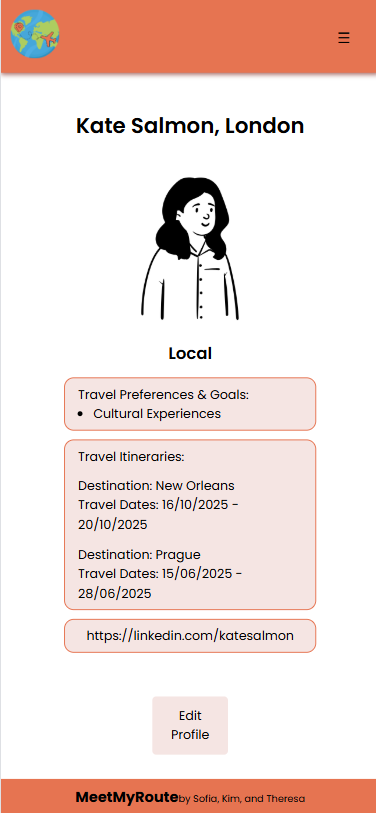 ☰
Kate Salmon, London
Local
Travel Preferences & Goals:
• Cultural Experiences
Travel Itineraries:
Destination: New Orleans
Travel Dates: 16/10/2025 -
20/10/2025
Destination: Prague
Travel Dates: 15/06/2025 -
28/06/2025
https://linkedin.com/katesalmon
Edit
Profile
MeetMyRoute by Sofia, Kim, and Theresa